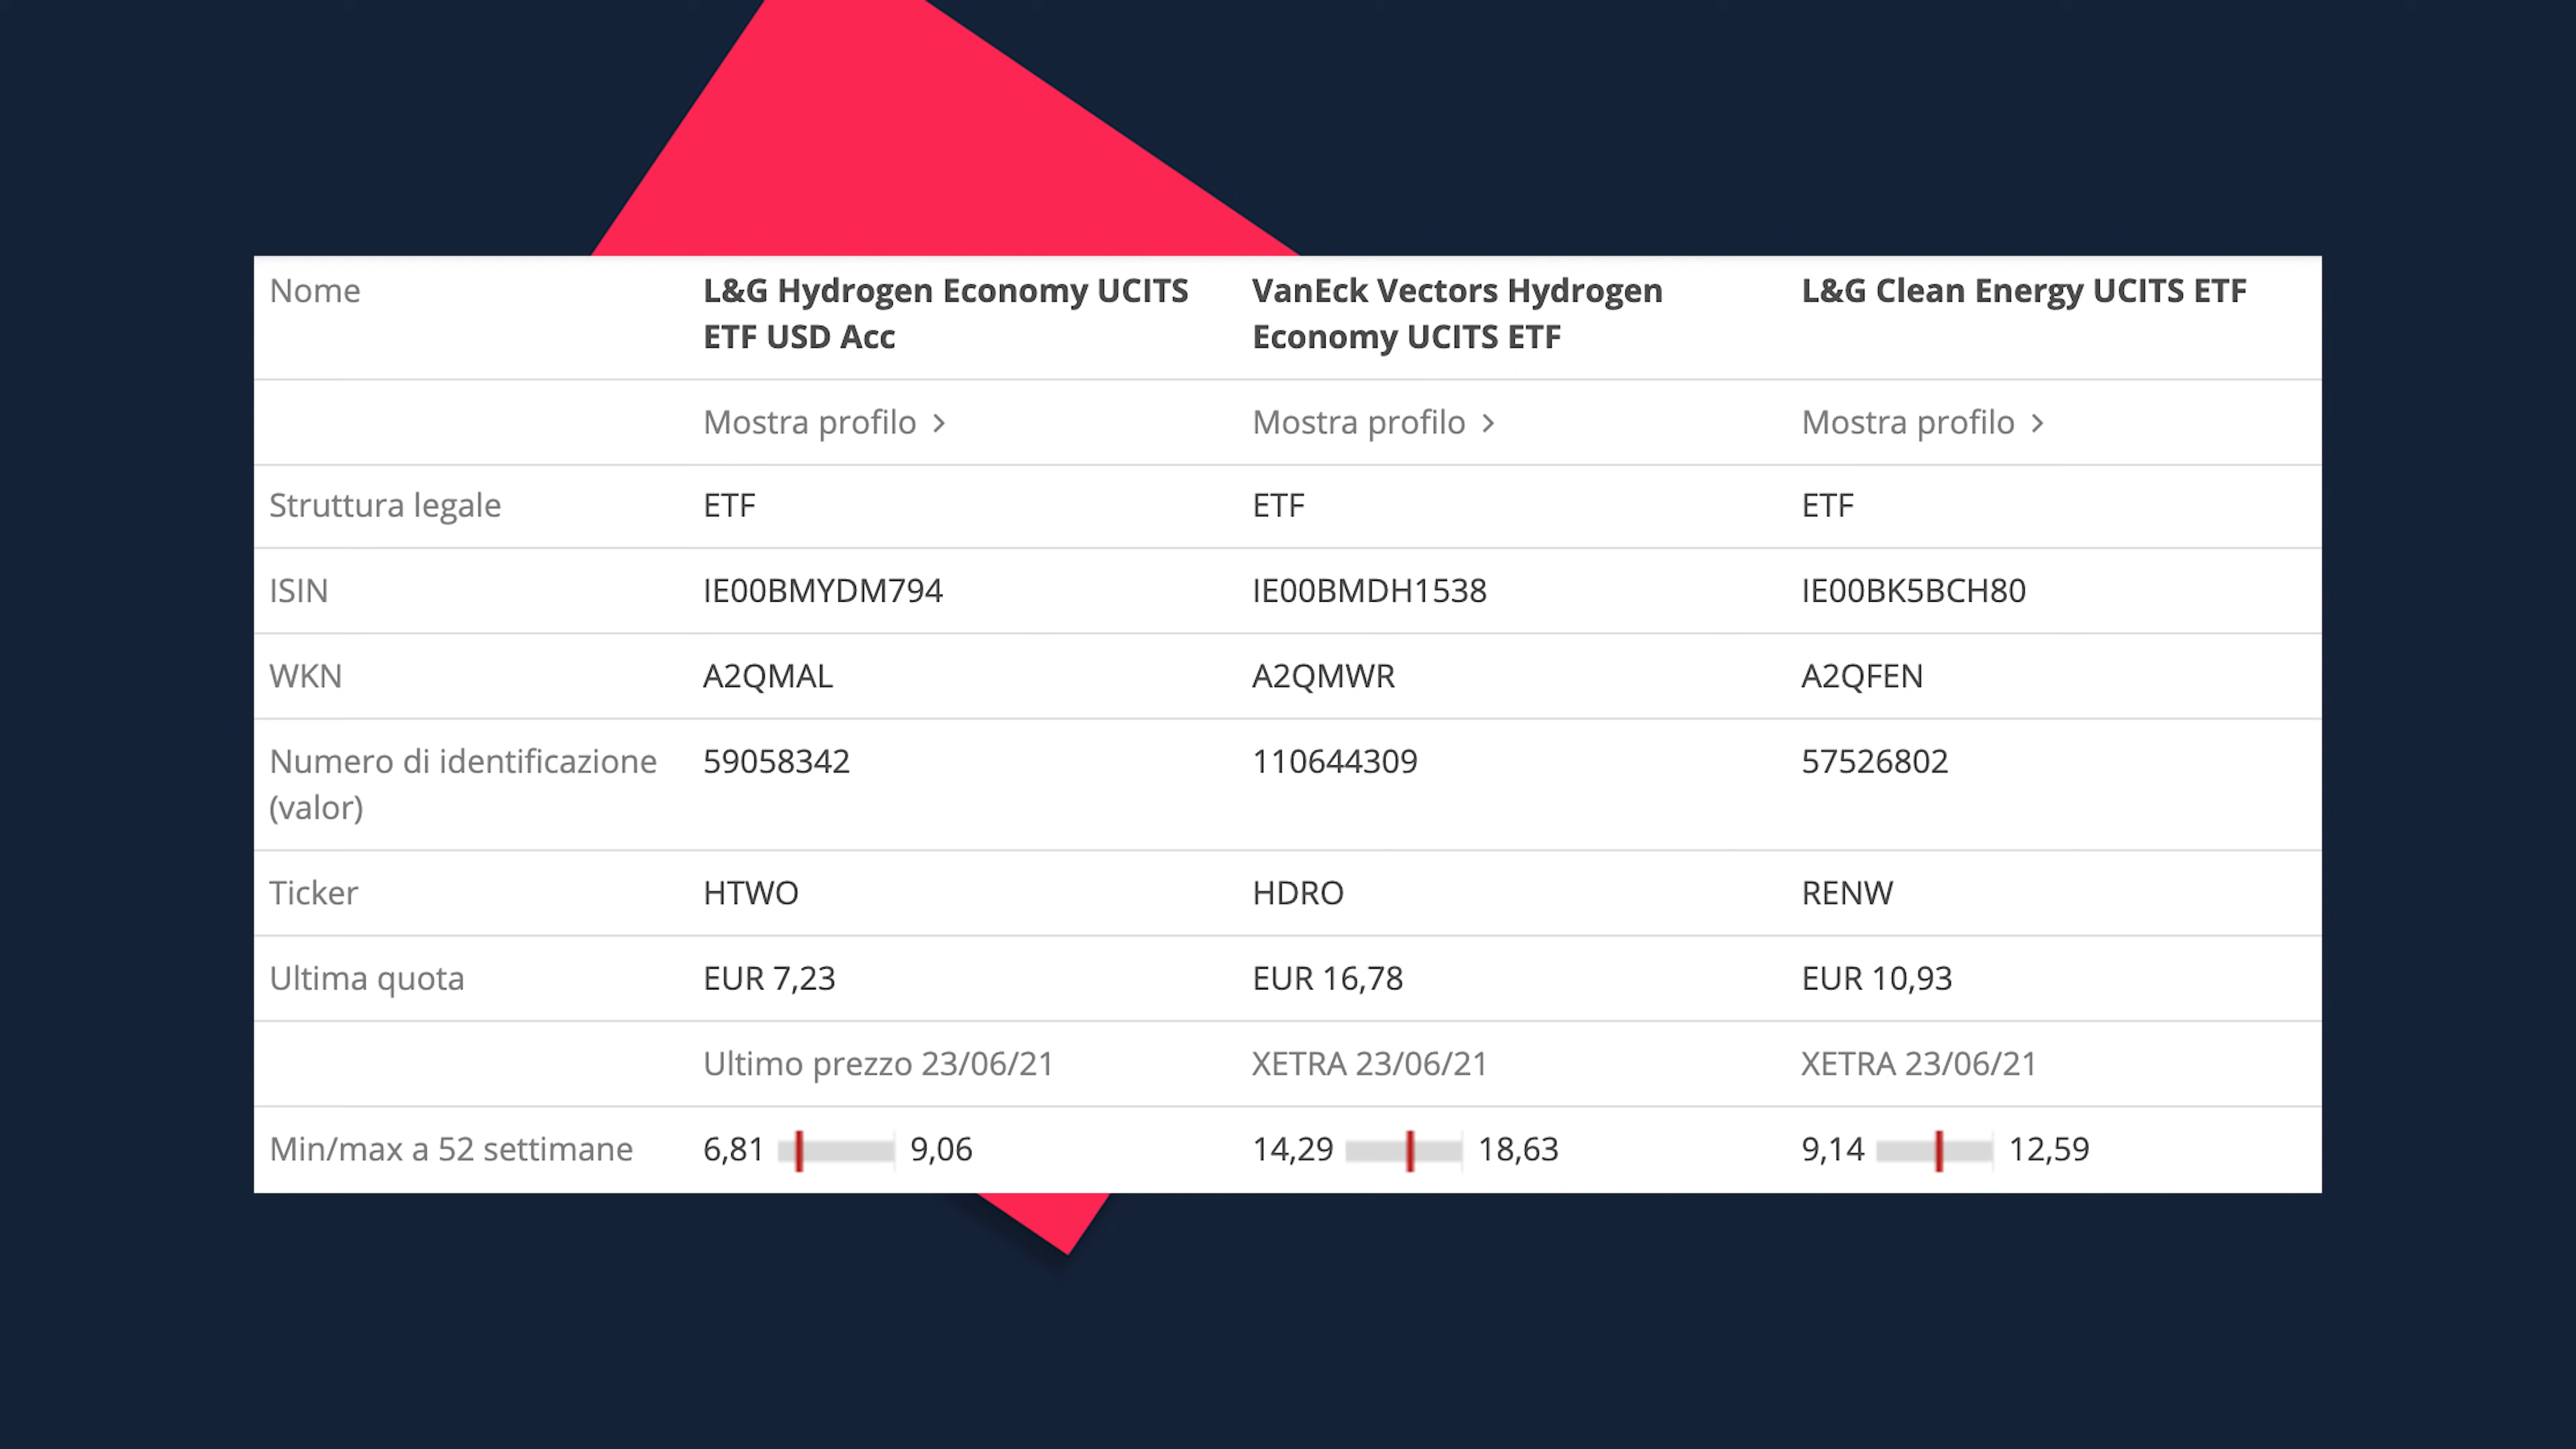 Nome
L&G Hydrogen Economy UCITS
ETF USD Acc
VanEck Vectors Hydrogen
Economy UCITS ETF
L&G Clean Energy UCITS ETF
Mostra profilo >
Mostra profilo >
Mostra profilo >
Struttura legale
ETF
ETF
ETF
ISIN
IE00BMYDM794
IE00BMDH1538
IE00BK5BCH80
WKN
A2QMAL
A2QMWR
A2QFEN
Numero di identificazione
(valor)
59058342
110644309
57526802
Ticker
HTWO
HDRO
RENW
Ultima quota
EUR 7,23
EUR 16,78
EUR 10,93
Ultimo prezzo 23/06/21
XETRA 23/06/21
XETRA 23/06/21
Min/max a 52 settimane
6,81 9,06
14,29 18,63
9,14 12,59